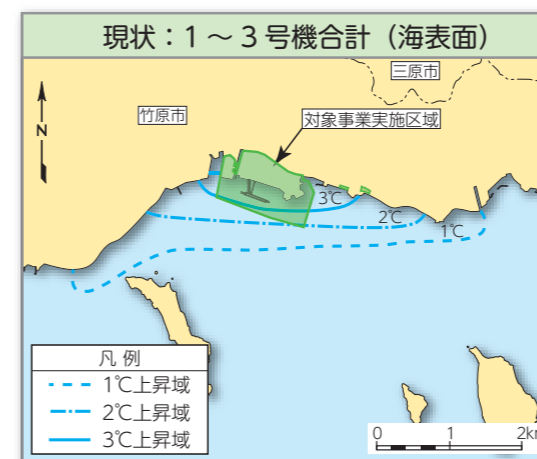 現状：1～3号機合計（海表面）
三原市
竹原市
対象事業実施区域
N
3℃
2℃
1℃
凡例
1℃上昇域
2℃上昇域
3℃上昇域
0 1 2km